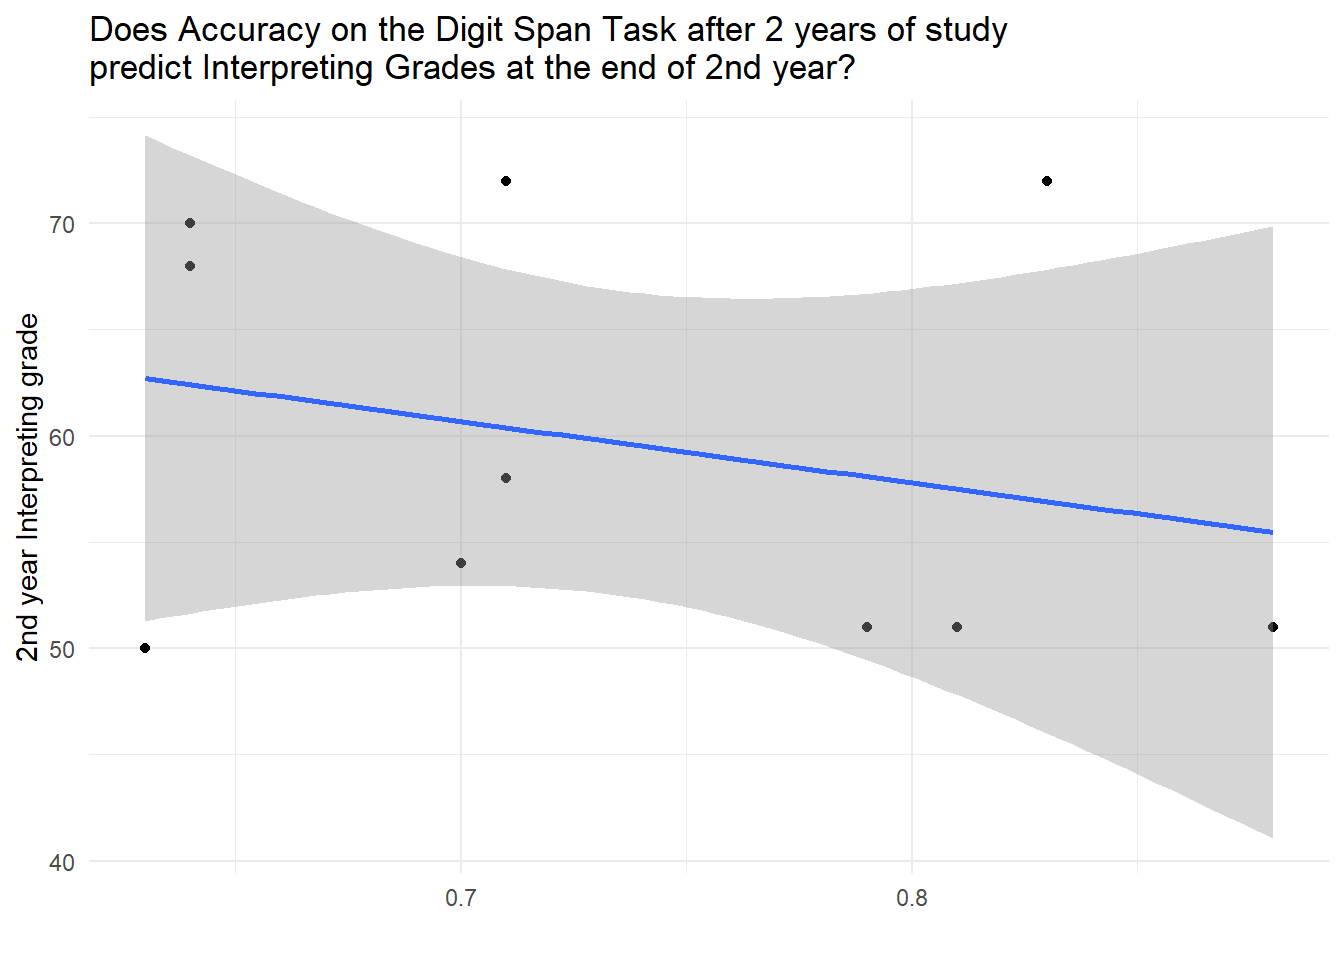 Does Accuracy on the Digit Span Task after 2 years of study
predict Interpreting Grades at the end of 2nd year?
2nd year Interpreting grade
70
60
50
40
0.7
0.8